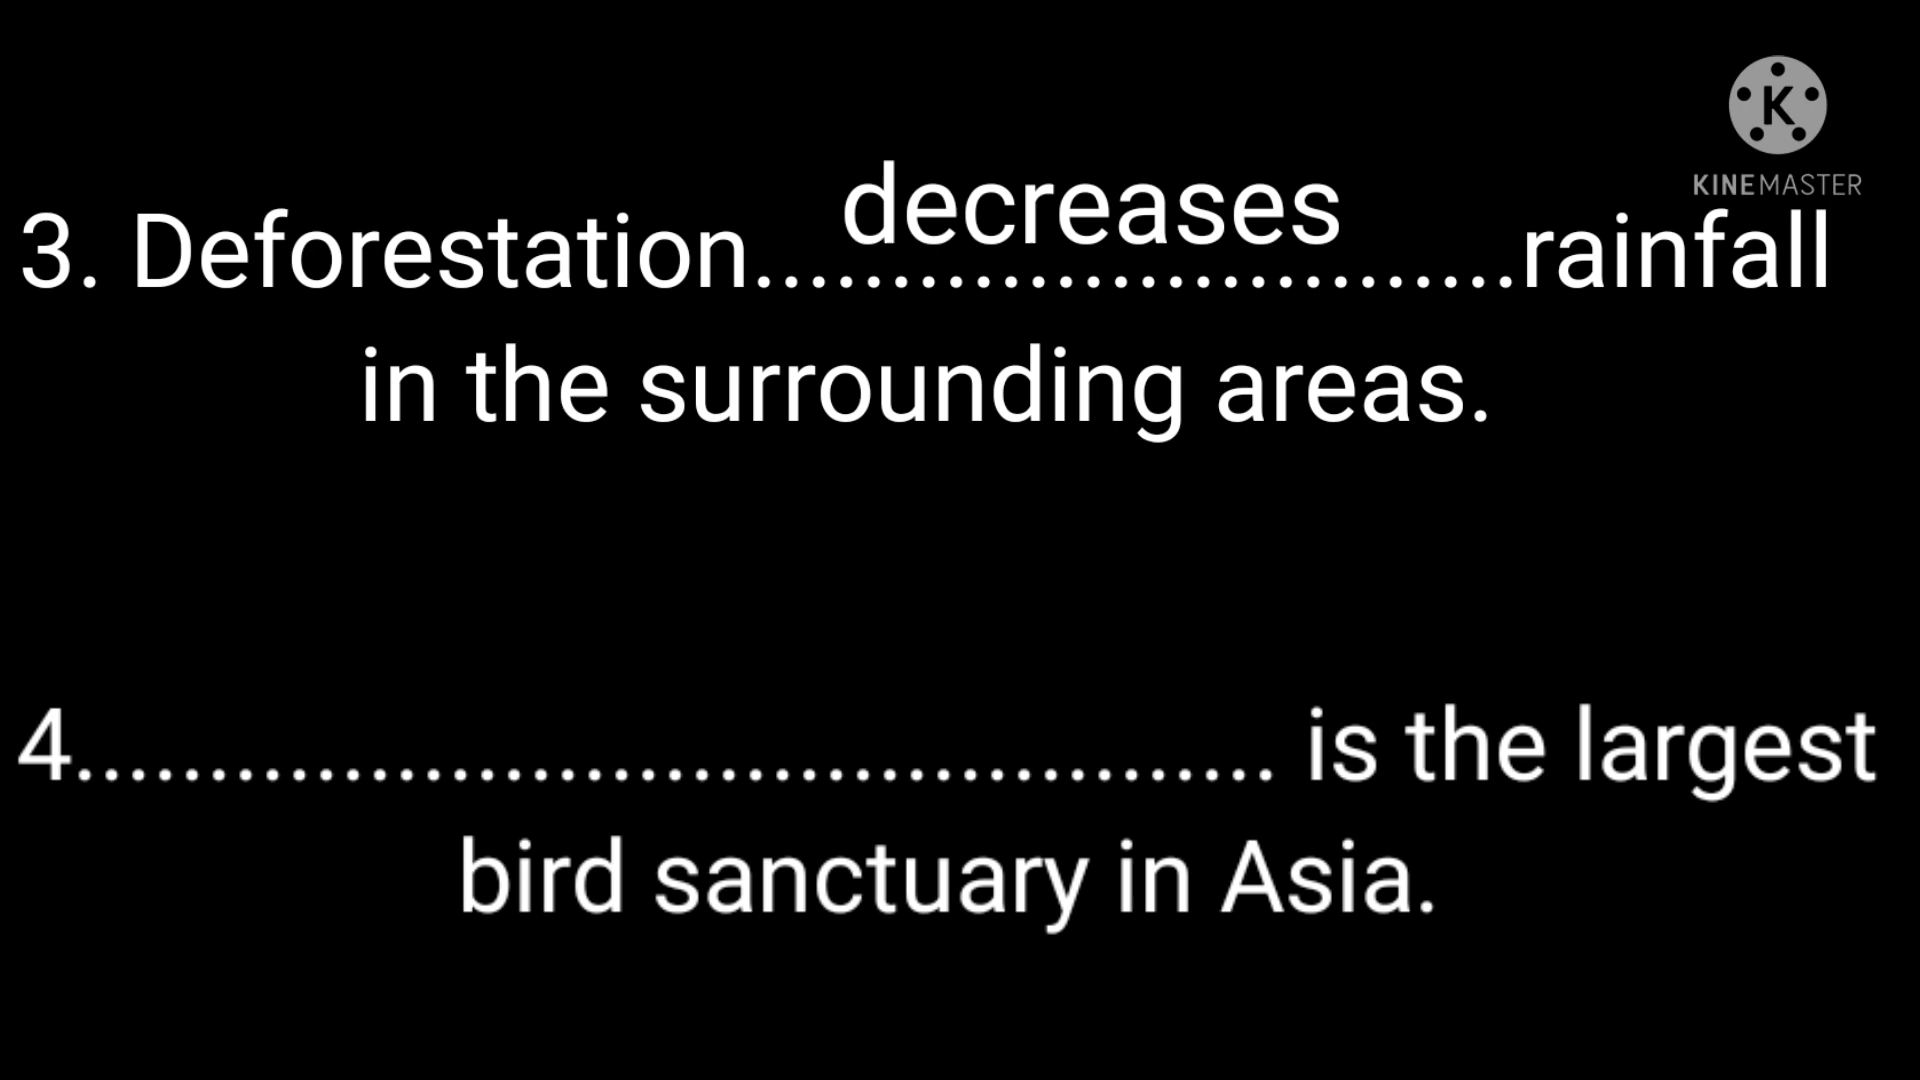 K
KINEMASTER
decreases
3. Deforestation............................rainfall
in the surrounding areas.
4............................................. is the largest
bird sanctuary in Asia.